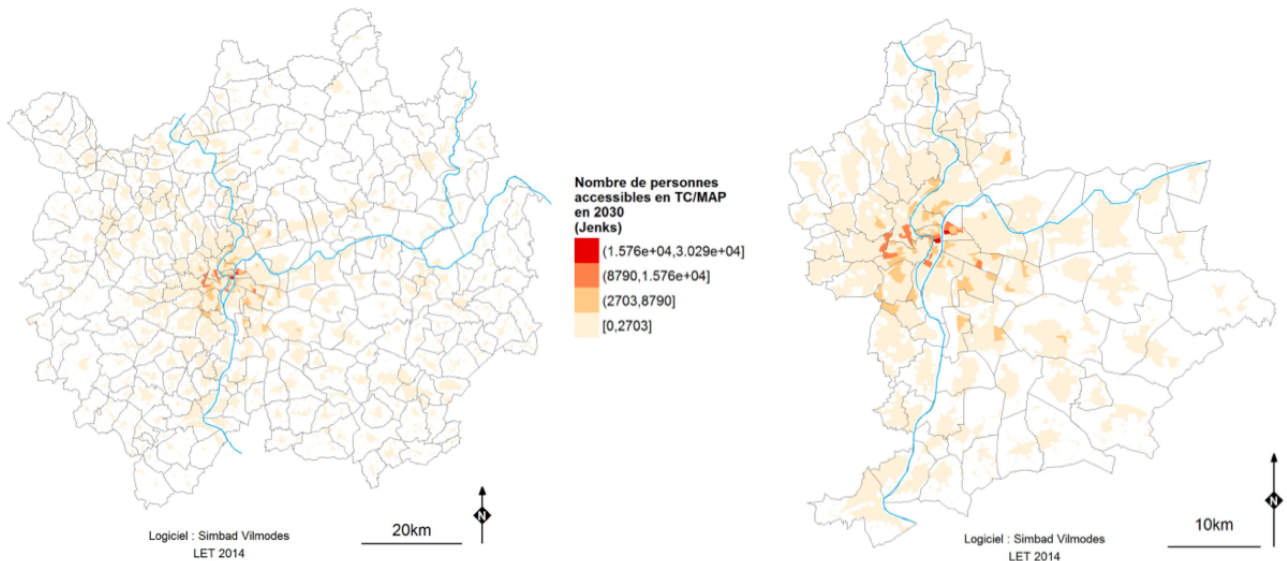 Nombre de personnes
accessibles en TC/MAP
en 2030
(Jenks)
(1.576e+04,3.029e+04]
(8790,1.576e+04]
(2703,8790]
[0,2703]
N
20km
Logiciel : Simbad Vilmodes
LET 2014
N
10km
Logiciel : Simbad Vilmodes
LET 2014